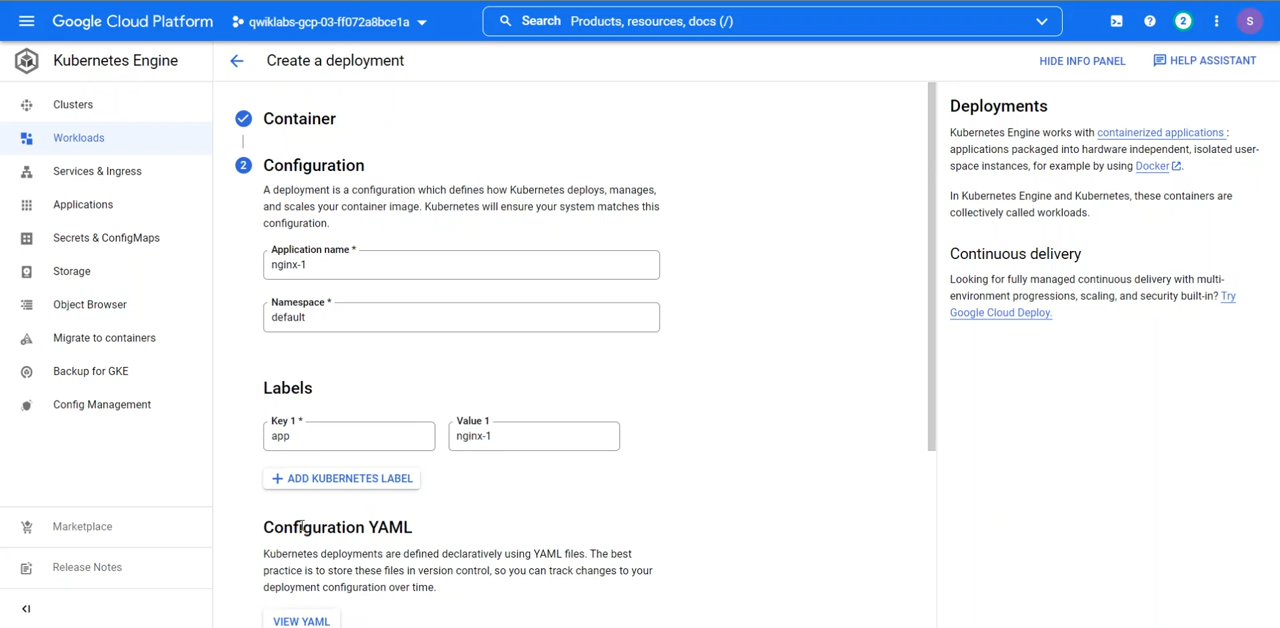 Google Cloud Platform
qwiklabs-gcp-03-ff072a8bce1a
Search Products, resources, docs (/)
2
S
Kubernetes Engine
Create a deployment
HIDE INFO PANEL
HELP ASSISTANT
Clusters
Workloads
Services & Ingress
Applications
Secrets & ConfigMaps
Storage
Object Browser
Migrate to containers
Backup for GKE
Config Management
Marketplace
Release Notes
Container
2 Configuration
A deployment is a configuration which defines how Kubernetes deploys, manages,
and scales your container image. Kubernetes will ensure your system matches this
configuration.
Application name *
nginx-1
Namespace *
default
Labels
Key 1 *
app
Value 1
nginx-1
+ ADD KUBERNETES LABEL
Configuration YAML
Kubernetes deployments are defined declaratively using YAML files. The best
practice is to store these files in version control, so you can track changes to your
deployment configuration over time.
VIEW YAML
Deployments
Kubernetes Engine works with containerized applications :
applications packaged into hardware independent, isolated user-
space instances, for example by using Docker.
In Kubernetes Engine and Kubernetes, these containers are
collectively called workloads.
Continuous delivery
Looking for fully managed continuous delivery with multi-
environment progressions, scaling, and security built-in? Try
Google Cloud Deploy.